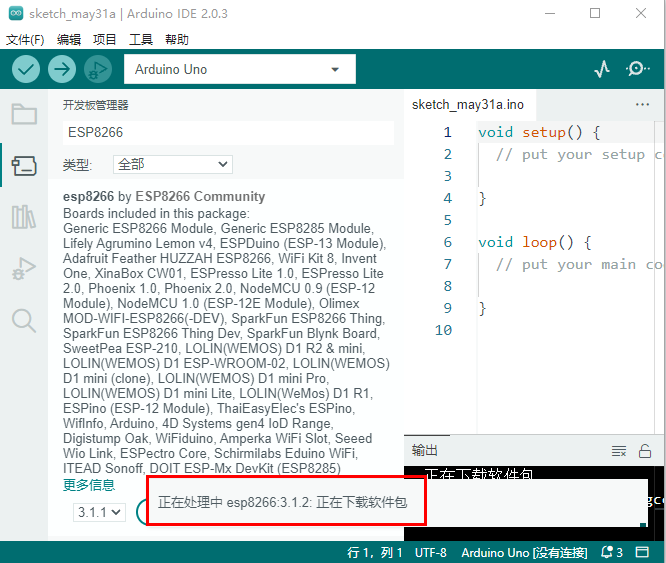 sketch_may31a | Arduino IDE 2.0.3
文件(F) 编辑 项目 工具 帮助
Arduino Uno
开发板管理器
ESP8266
类型: 全部
esp8266 by ESP8266 Community
Boards included in this package:
Generic ESP8266 Module, Generic ESP8285 Module,
Lifely Agrumino Lemon v4, ESPDuino (ESP-13 Module),
Adafruit Feather HUZZAH ESP8266, WiFi Kit 8, Invent
One, XinaBox CW01, ESPresso Lite 1.0, ESPresso Lite
2.0, Phoenix 1.0, Phoenix 2.0, NodeMCU 0.9 (ESP-12
Module), NodeMCU 1.0 (ESP-12E Module), Olimex
MOD-WIFI-ESP8266(-DEV), SparkFun ESP8266 Thing,
SparkFun ESP8266 Thing Dev, SparkFun Blynk Board,
SweetPea ESP-210, LOLIN(WEMOS) D1 R2 & mini,
LOLIN(WEMOS) D1 ESP-WROOM-02, LOLIN(WEMOS)
D1 mini (clone), LOLIN(WEMOS) D1 mini Pro,
LOLIN(WEMOS) D1 mini Lite, LOLIN(WeMos) D1 R1,
ESPino (ESP-12 Module), ThaiEasyElec's ESPino,
WifInfo, Arduino, 4D Systems gen4 IoD Range,
Digistump Oak, WiFiduino, Amperka WiFi Slot, Seeed
Wio Link, ESPectro Core, Schirmilabs Eduino WiFi,
ITEAD Sonoff, DOIT ESP-Mx DevKit (ESP8285)
更多信息
3.1.1
sketch_may31a.ino
1 void setup() {
2 // put your setup co
3
4 }
5
6 void loop() {
7 // put your main co
8
9 }
10
输出
正在下载软件包
gcc
正在处理中 esp8266:3.1.2: 正在下载软件包
行 1，列 1 UTF-8 Arduino Uno [没有连接] 3